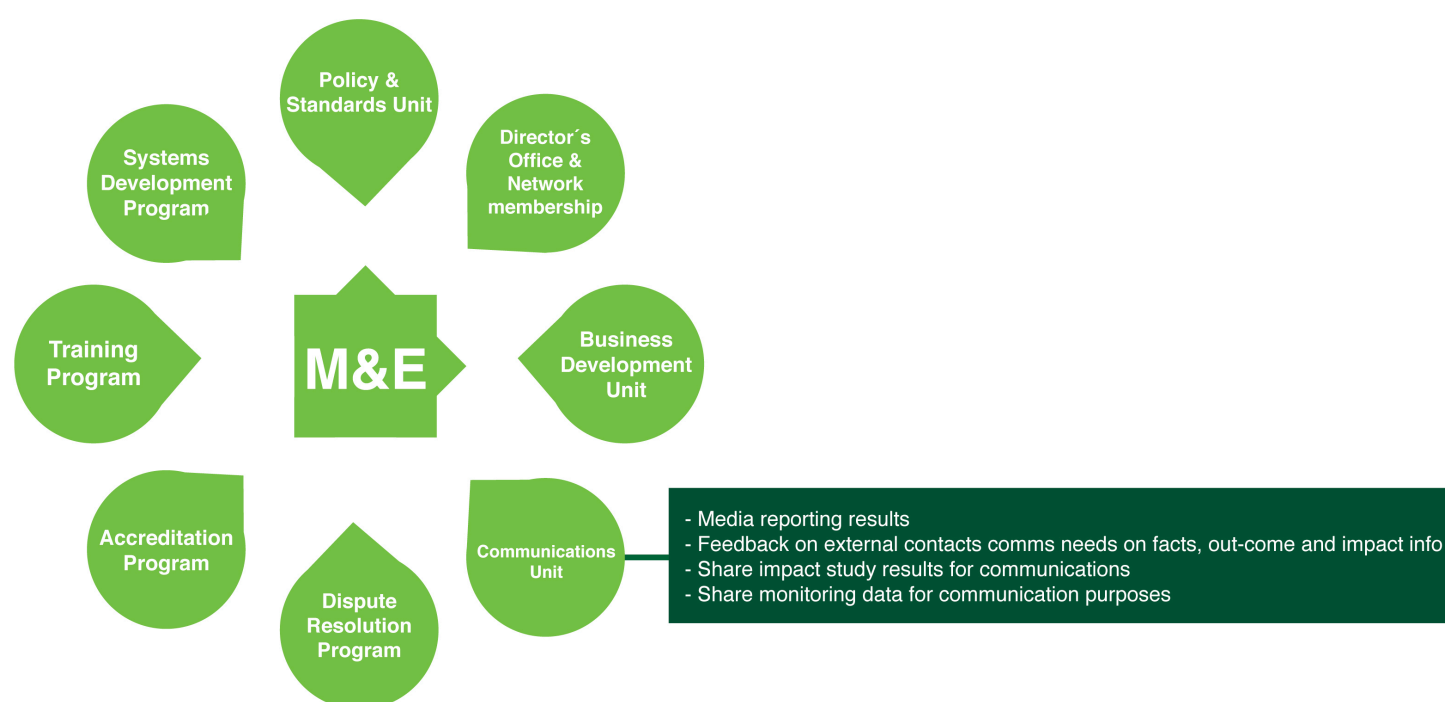 Policy &
Standards Unit
Director´s
Office &
Network
membership
Systems
Development
Program
Training
Program
M&E
Business
Development
Unit
Accreditation
Program
Dispute
Resolution
Program
Communications
Unit
- Media reporting results
- Feedback on external contacts comms needs on facts, out-come and impact info
- Share impact study results for communications
- Share monitoring data for communication purposes